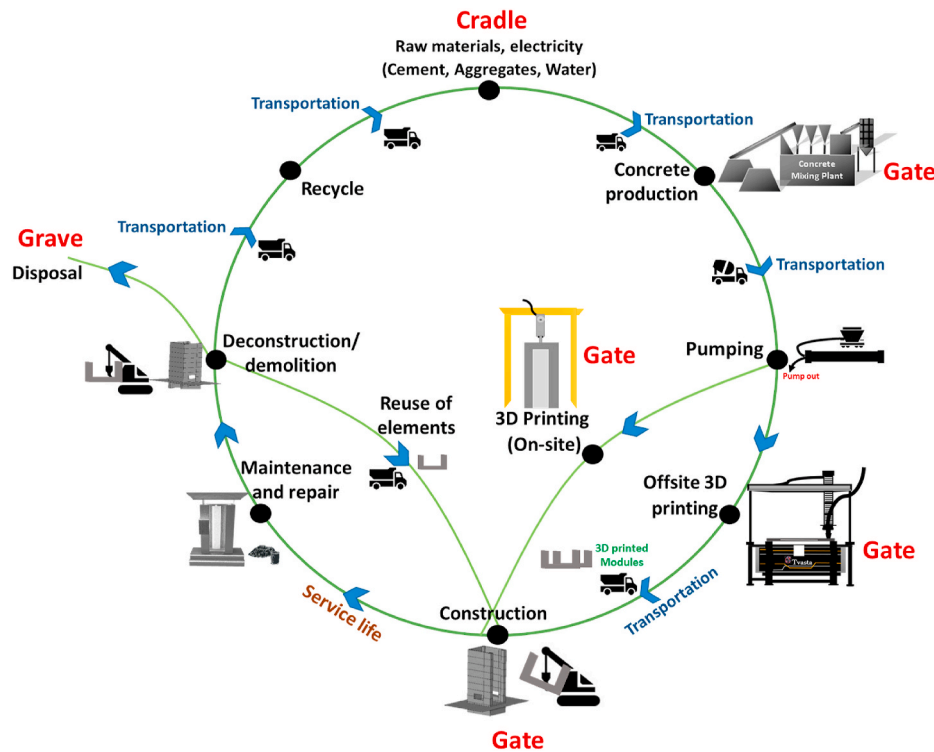 Cradle
Raw materials, electricity
(Cement, Aggregates, Water)
Transportation
Transportation
Concrete
production
Concrete
Mixing Plant
Gate
Recycle
Transportation
Grave
Disposal
Transportation
Deconstruction/
demolition
Gate
Pumping
Pump out
Reuse of
elements
3D Printing
(On-site)
Maintenance
and repair
Offsite 3D
printing
Tvasta
Gate
3D printed
Modules
Transportation
Service life
Construction
Gate